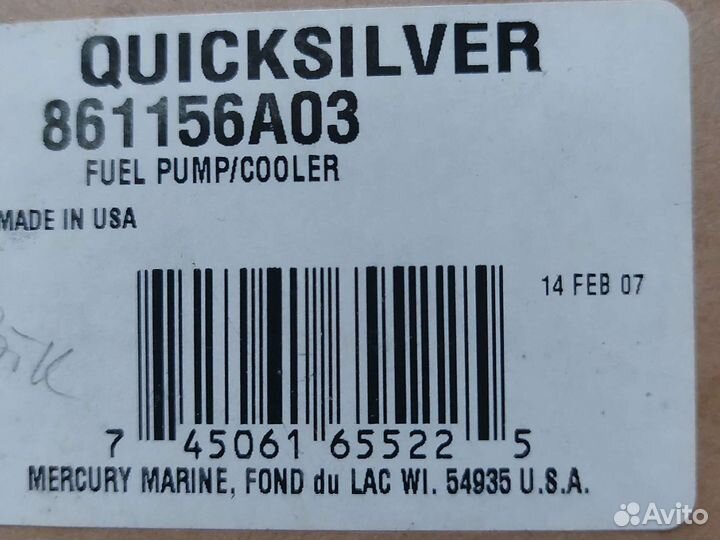 QUICKSILVER
861156A03
FUEL PUMP/COOLER
MADE IN USA
14 FEB 07
7 45061 65522 5
MERCURY MARINE, FOND du LAC WI. 54935 U.S.A.
Avito